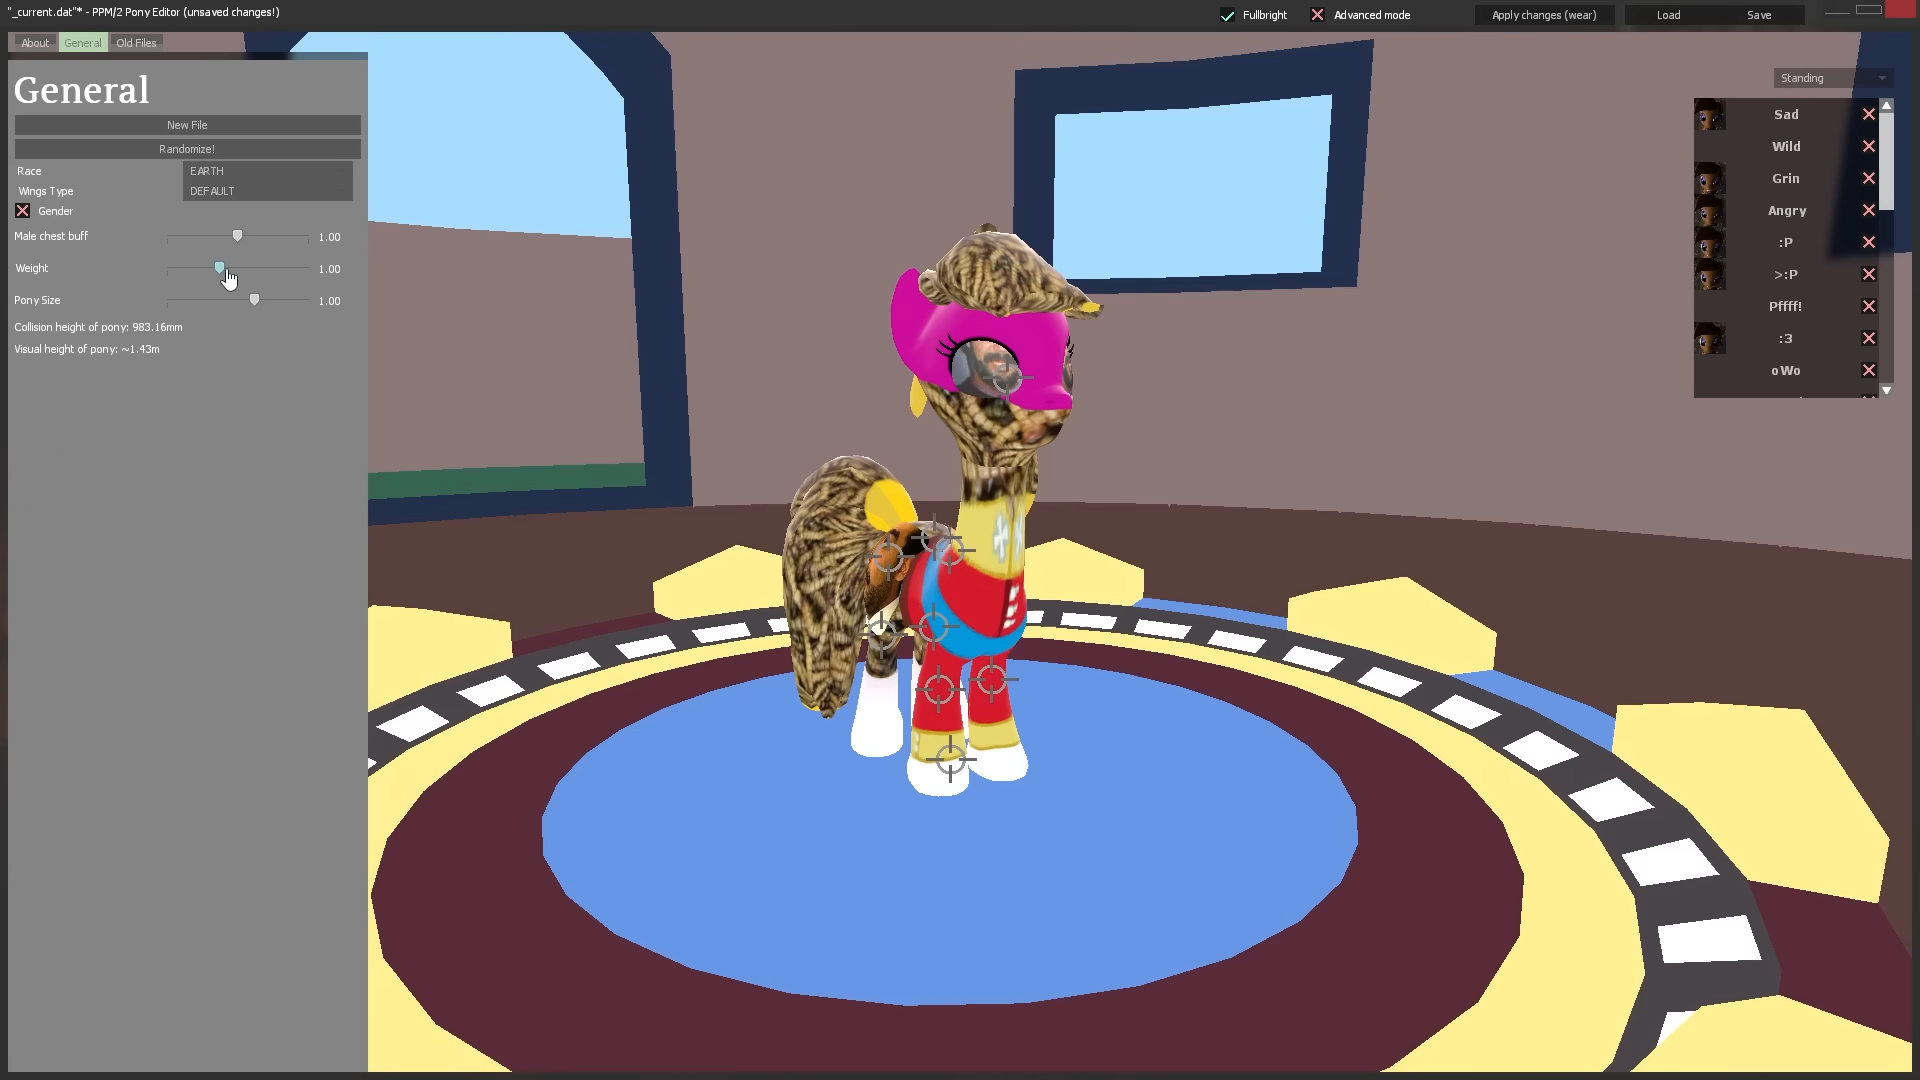 "_current.dat"* - PPM/2 Pony Editor (unsaved changes!)
Fullbright
Advanced mode
Apply changes (wear)
Load
Save
About
General
Old Files
General
New File
Randomize!
Race
EARTH
Wings Type
DEFAULT
Gender
Male chest buff
1.00
Weight
1.00
Pony Size
1.00
Collision height of pony: 983.16mm
Visual height of pony: ~1.43m
Standing
Sad
Wild
Grin
Angry
:P
>:P
Pffff!
:3
oWo